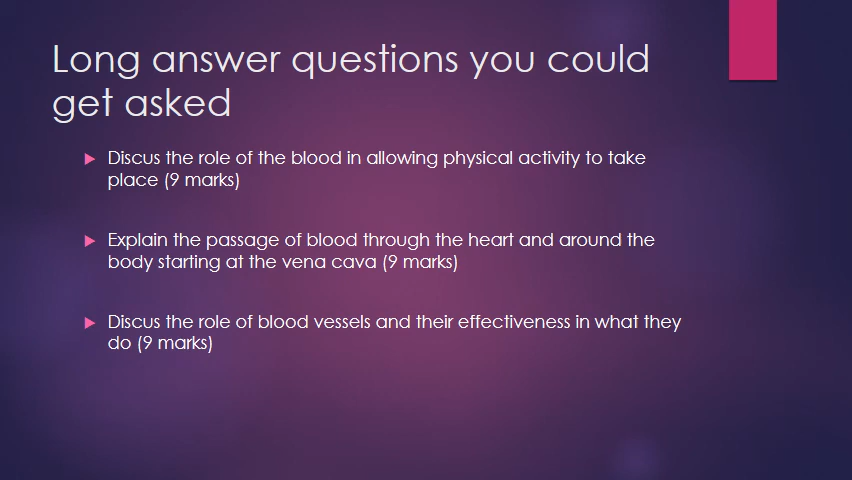 Long answer questions you could
get asked
Discus the role of the blood in allowing physical activity to take
place (9 marks)
Explain the passage of blood through the heart and around the
body starting at the vena cava (9 marks)
Discus the role of blood vessels and their effectiveness in what they
do (9 marks)